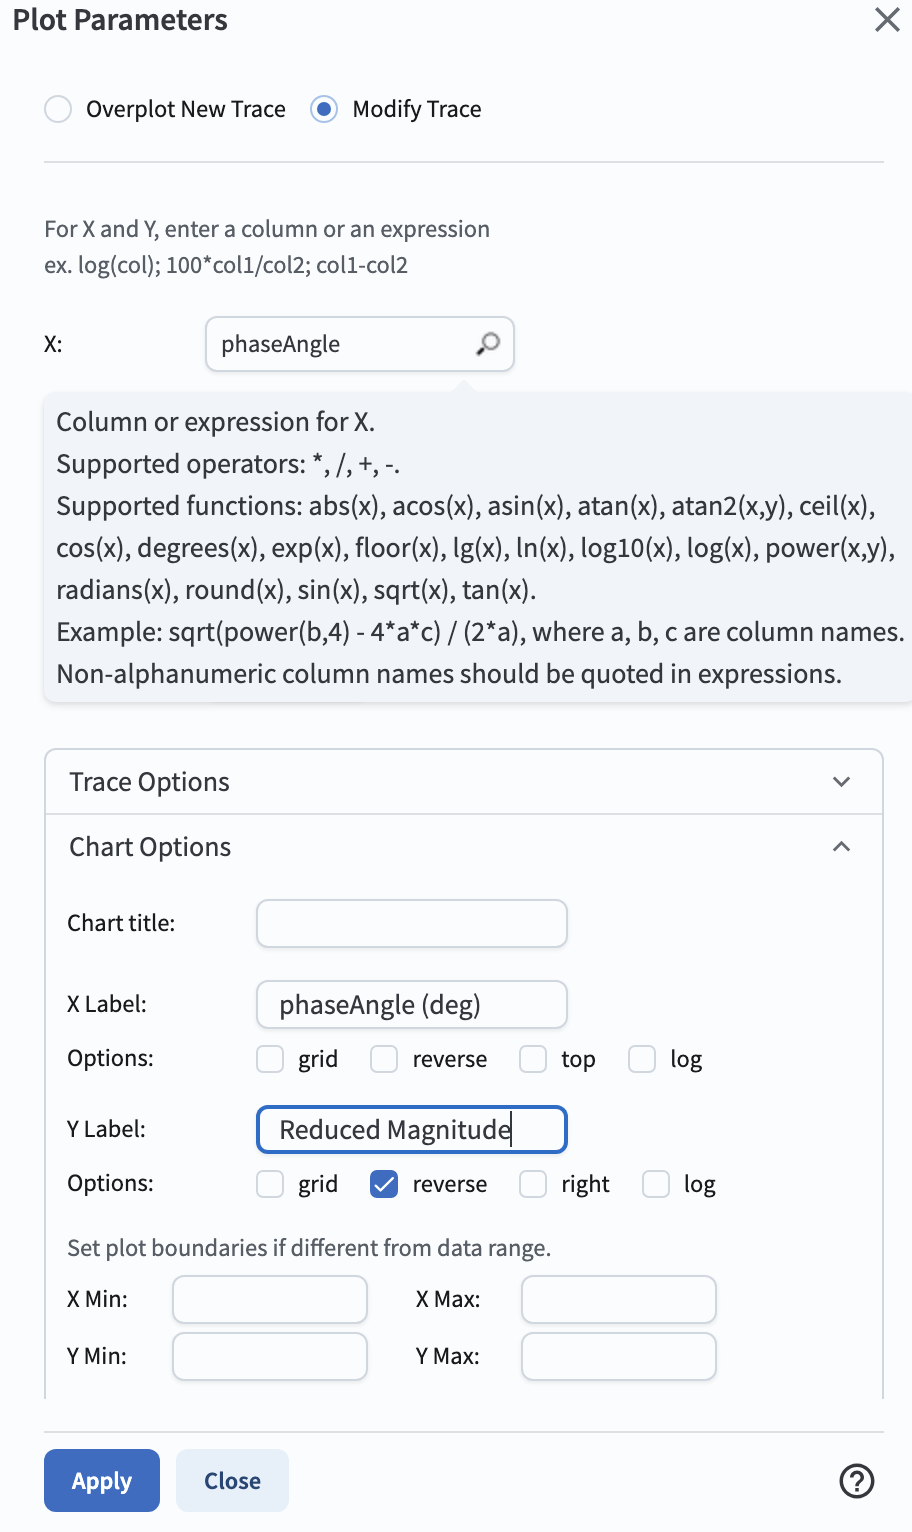 Plot Parameters
Overplot New Trace Modify Trace
For X and Y, enter a column or an expression
ex. log(col); 100*col1/col2; col1-col2
X: phaseAngle
Column or expression for X.
Supported operators: *, /, +, -.
Supported functions: abs(x), acos(x), asin(x), atan(x), atan2(x,y), ceil(x),
cos(x), degrees(x), exp(x), floor(x), lg(x), ln(x), log10(x), log(x), power(x,y),
radians(x), round(x), sin(x), sqrt(x), tan(x).
Example: sqrt(power(b,4) - 4*a*c) / (2*a), where a, b, c are column names.
Non-alphanumeric column names should be quoted in expressions.
Trace Options
Chart Options
Chart title:
X Label: phaseAngle (deg)
Options: grid reverse top log
Y Label: Reduced Magnitude
Options: grid reverse right log
Set plot boundaries if different from data range.
X Min: X Max:
Y Min: Y Max:
Apply Close ?